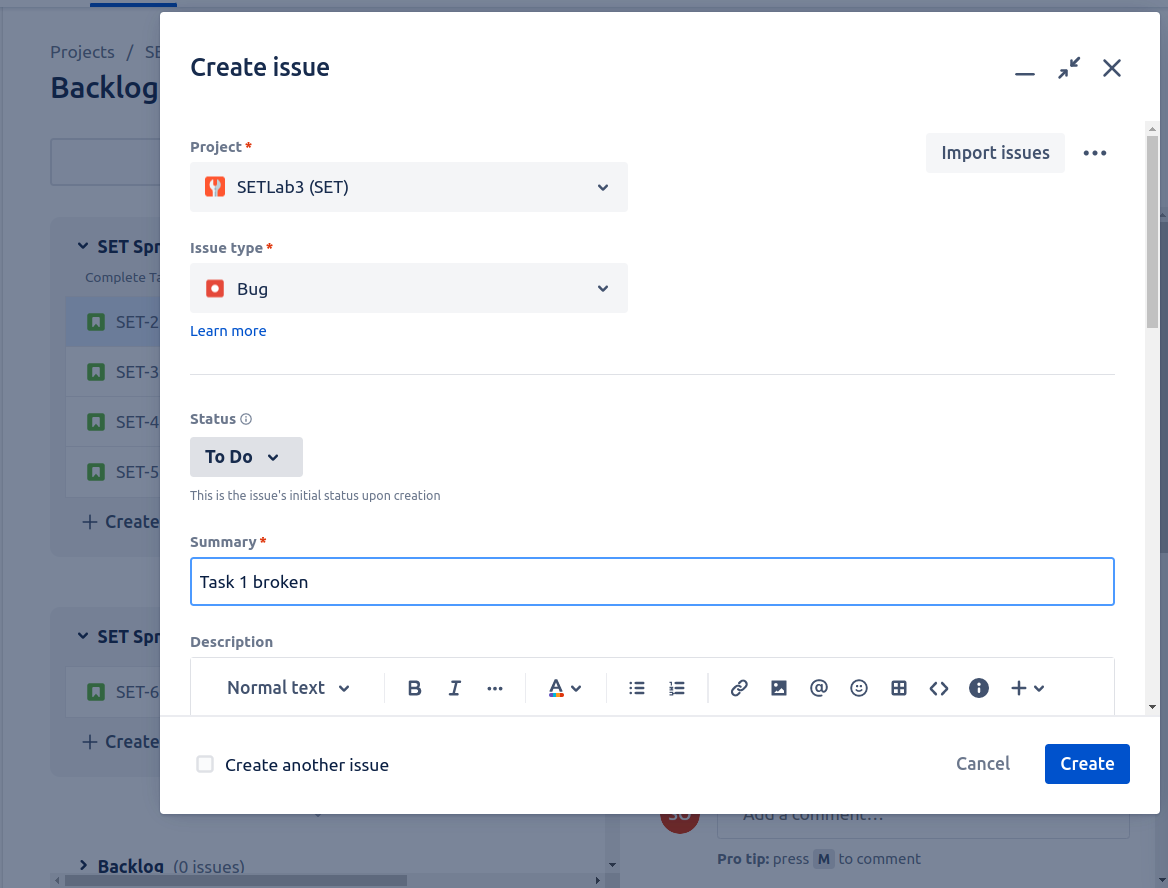 Projects / SE
Backlog
Create issue
Project *
SETLab3 (SET)
Import issues
Issue type *
Bug
Learn more
Status
To Do
This is the issue's initial status upon creation
Summary *
Task 1 broken
Description
Normal text
B I A
Create another issue
Cancel
Create
SET Spr
Complete Ta
SET-2
SET-3
SET-4
SET-5
+ Create
SET Spr
SET-6
+ Create
Backlog (0 issues)
SO
Add a comment...
Pro tip: press M to comment